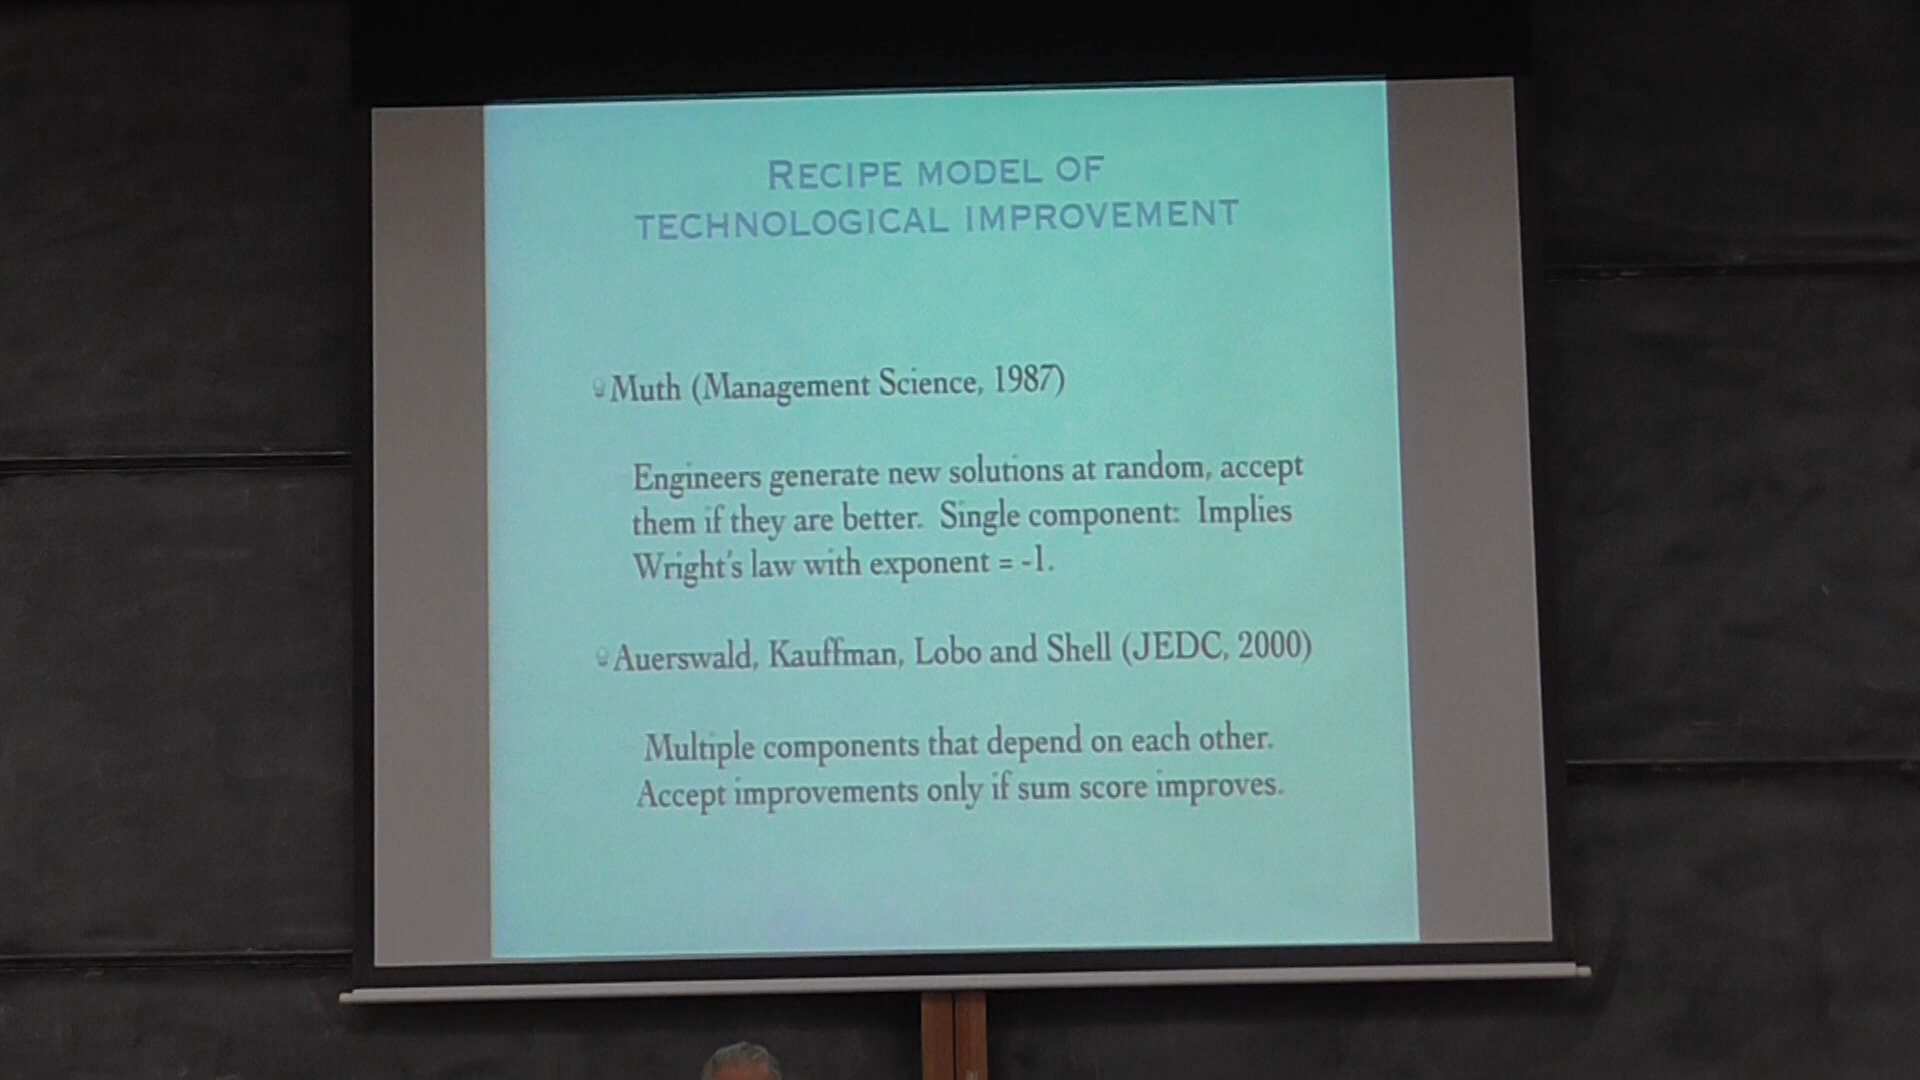 RECIPE MODEL OF
TECHNOLOGICAL IMPROVEMENT
Muth (Management Science, 1987)
Engineers generate new solutions at random, accept
them if they are better. Single component: Implies
Wright's law with exponent = -1.
Auerswald, Kauffman, Lobo and Shell (JEDC, 2000)
Multiple components that depend on each other.
Accept improvements only if sum score improves.